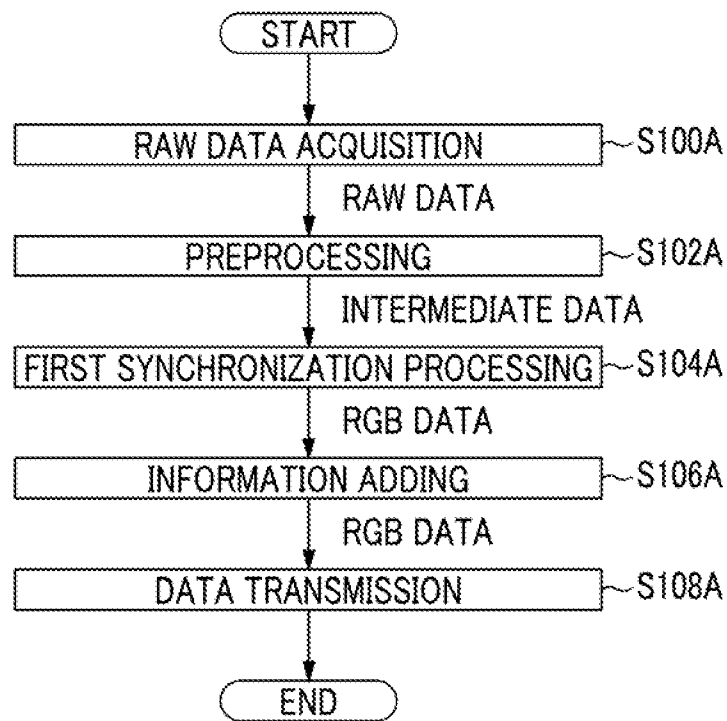 START
RAW DATA ACQUISITION S100A
RAW DATA
PREPROCESSING S102A
INTERMEDIATE DATA
FIRST SYNCHRONIZATION PROCESSING S104A
RGB DATA
INFORMATION ADDING S106A
RGB DATA
DATA TRANSMISSION S108A
END